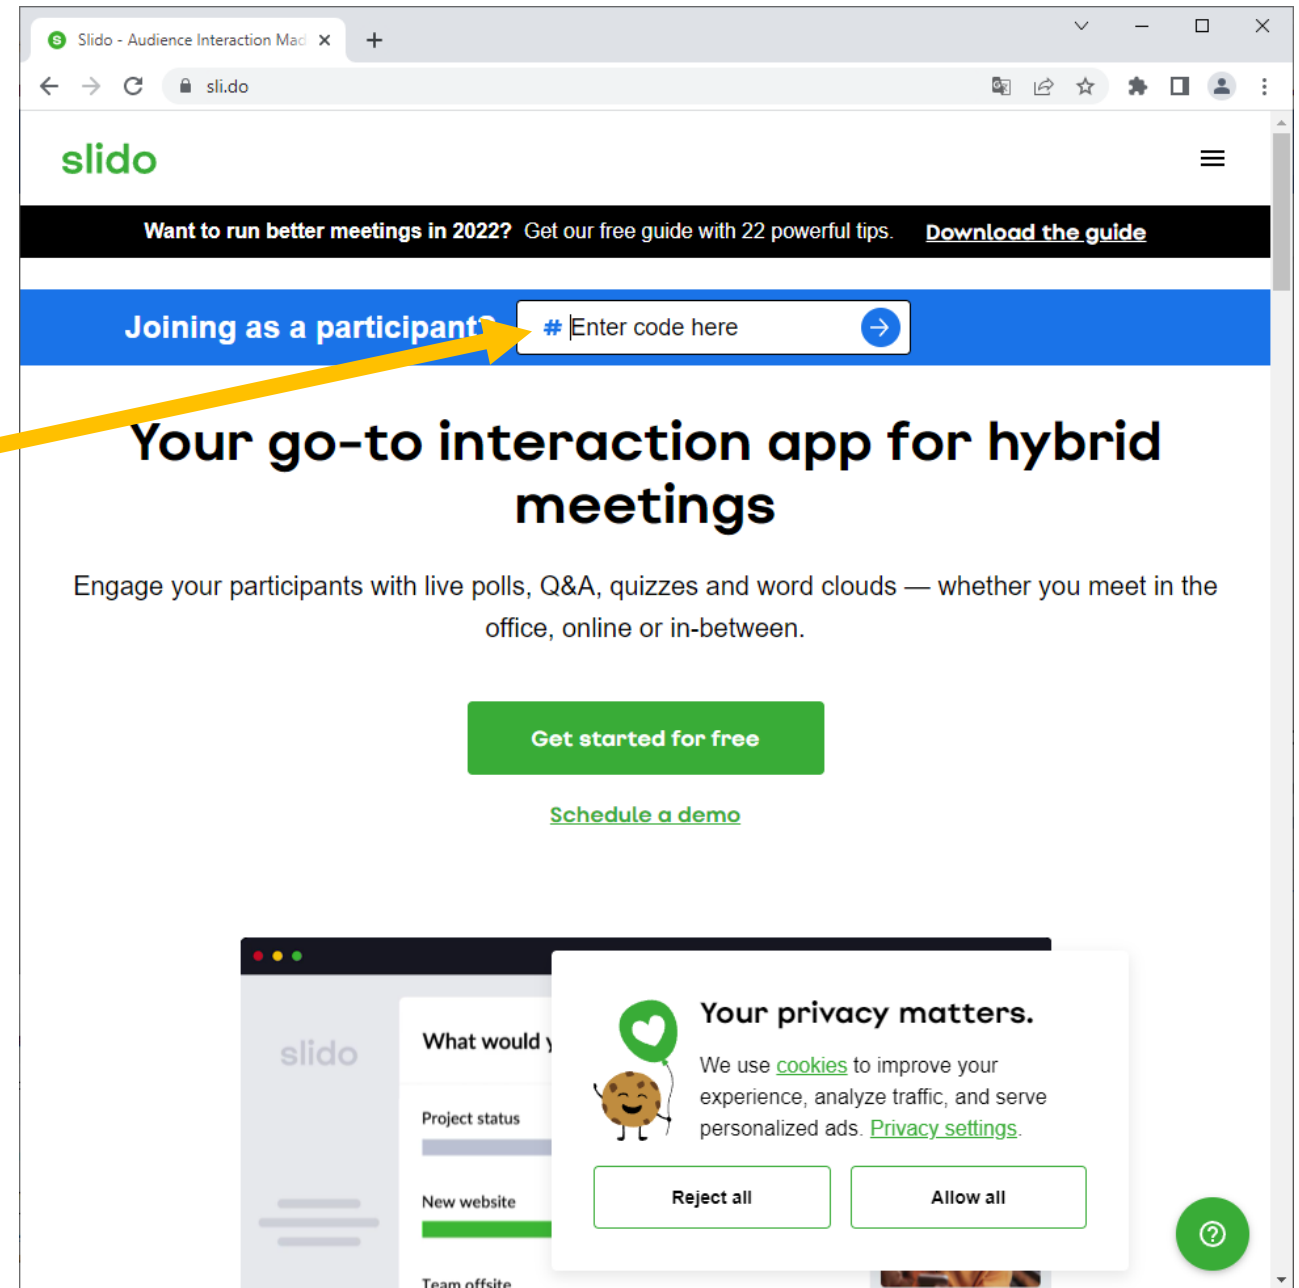 Slido - Audience Interaction Mad
sli.do
slido
Want to run better meetings in 2022? Get our free guide with 22 powerful tips. Download the guide
Joining as a participant? # Enter code here
Your go-to interaction app for hybrid
meetings
Engage your participants with live polls, Q&A, quizzes and word clouds — whether you meet in the
office, online or in-between.
Get started for free
Schedule a demo
slido
What would
Project status
New website
Team offsite
Your privacy matters.
We use cookies to improve your
experience, analyze traffic, and serve
personalized ads. Privacy settings.
Reject all Allow all